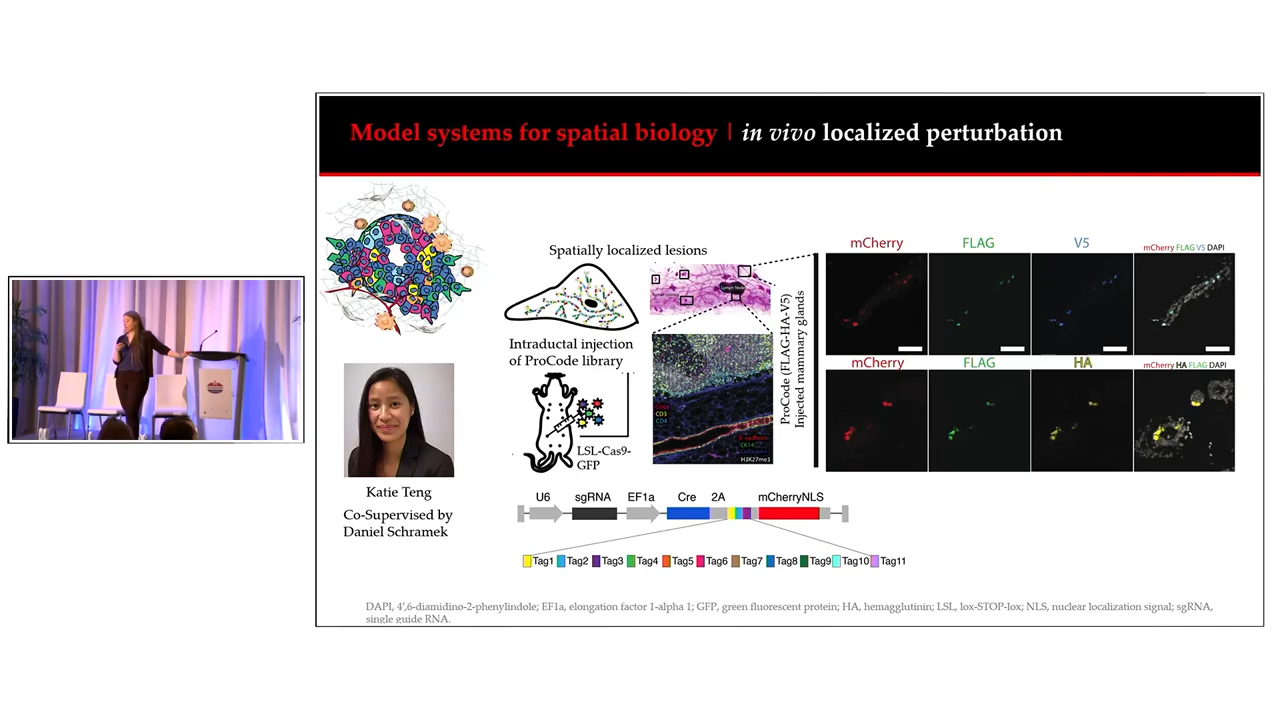 Model systems for spatial biology | in vivo localized perturbation
Spatially localized lesions
Intraductal injection
of ProCode library
LSL-Cas9-
GFP
Lymph Node
CD3
CD4
E-cadherin
CK14
H3K27me3
ProCode (FLAG-HA-V5)
Injected mammary glands
mCherry
FLAG
V5
mCherry FLAG V5 DAPI
mCherry
FLAG
HA
mCherry HA FLAG DAPI
Katie Teng
Co-Supervised by
Daniel Schramek
U6 sgRNA EF1a Cre 2A mCherryNLS
Tag1 Tag2 Tag3 Tag4 Tag5 Tag6 Tag7 Tag8 Tag9 Tag10 Tag11
DAPI, 4′,6-diamidino-2-phenylindole; EF1a, elongation factor 1-alpha 1; GFP, green fluorescent protein; HA, hemagglutinin; LSL, lox-STOP-lox; NLS, nuclear localization signal; sgRNA,
single guide RNA.